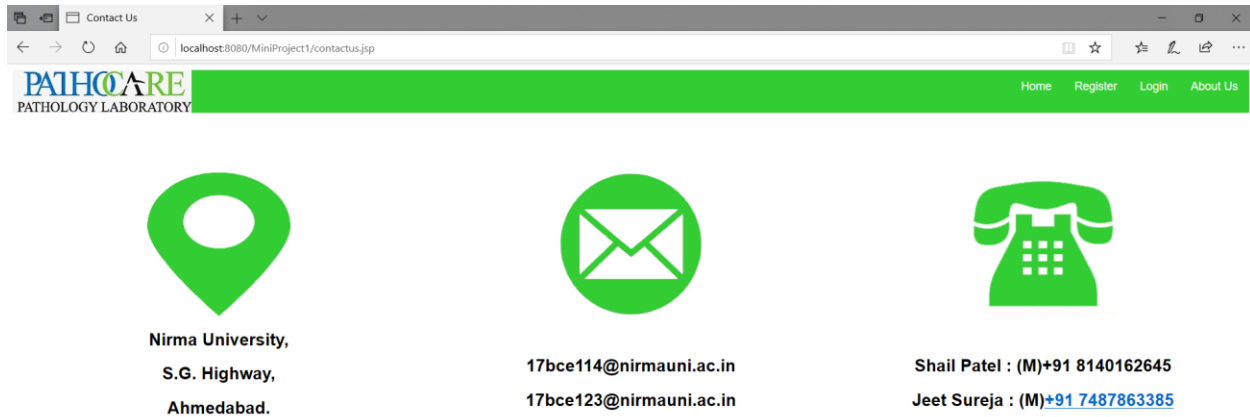 Contact Us
localhost:8080/MiniProject1/contactus.jsp
PATHOCARE
PATHOLOGY LABORATORY
Home Register Login About Us
Nirma University,
S.G. Highway,
Ahmedabad.
17bce114@nirmauni.ac.in
17bce123@nirmauni.ac.in
Shail Patel : (M)+91 8140162645
Jeet Sureja : (M)+91 7487863385